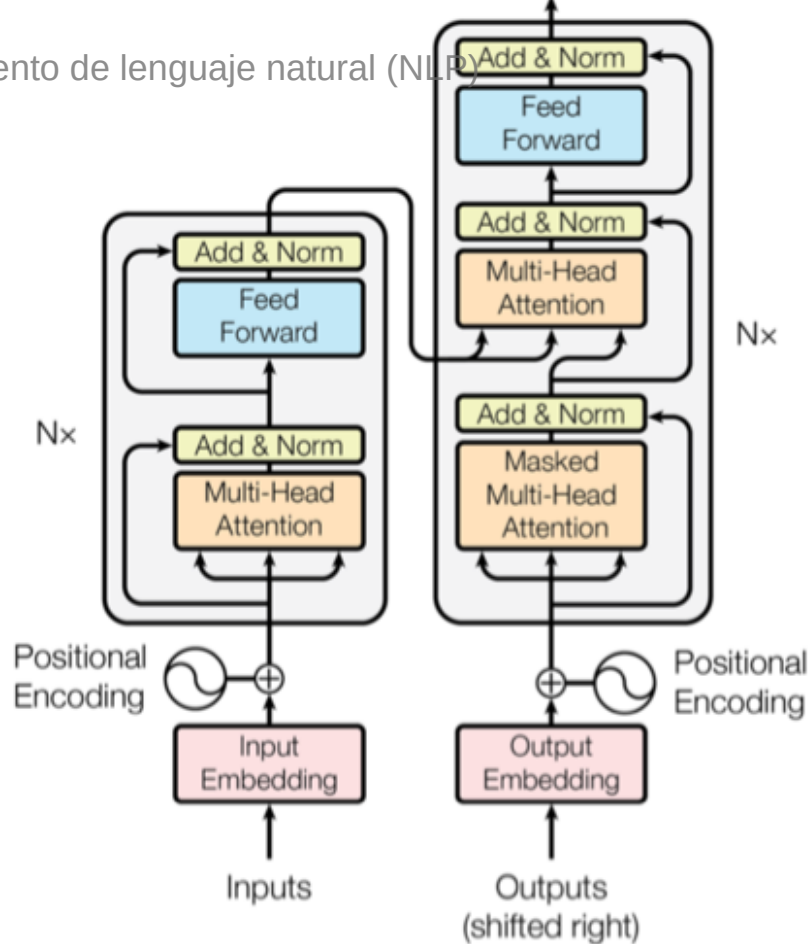 ento de lenguaje natural (NLP)
Add & Norm
Feed
Forward
Add & Norm
Multi-Head
Attention
Nx
Add & Norm
Masked
Multi-Head
Attention
Positional
Encoding
Output
Embedding
Outputs
(shifted right)
Add & Norm
Feed
Forward
Nx
Add & Norm
Multi-Head
Attention
Positional
Encoding
Input
Embedding
Inputs